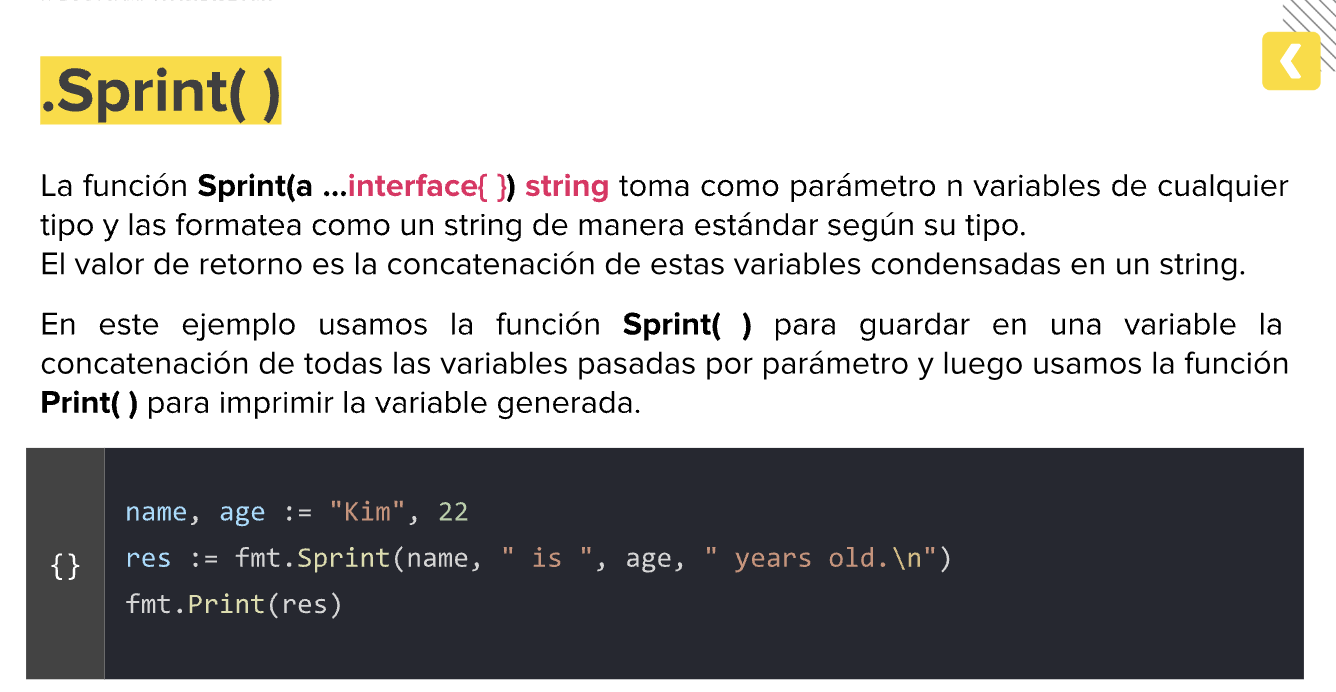 .Sprint( )
La función Sprint(a ...interface{ }) string toma como parámetro n variables de cualquier
tipo y las formatea como un string de manera estándar según su tipo.
El valor de retorno es la concatenación de estas variables condensadas en un string.
En este ejemplo usamos la función Sprint( ) para guardar en una variable la
concatenación de todas las variables pasadas por parámetro y luego usamos la función
Print( ) para imprimir la variable generada.
{}
name, age := "Kim", 22
res := fmt.Sprint(name, " is ", age, " years old.\n")
fmt.Print(res)